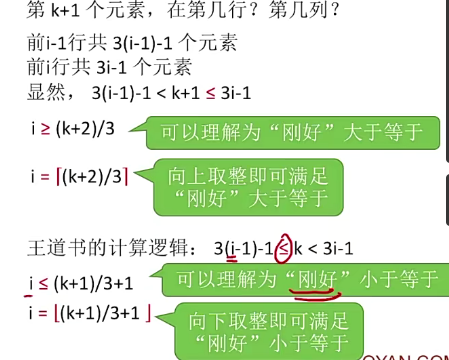 第 k+1 个元素，在第几行？第几列？
前i-1行共 3(i-1)-1 个元素
前i行共 3i-1 个元素
显然， 3(i-1)-1 < k+1 ≤ 3i-1
i ≥ (k+2)/3
可以理解为“刚好”大于等于
i = ⌈(k+2)/3⌉
向上取整即可满足
“刚好”大于等于
王道书的计算逻辑： 3(i-1)-1 ≤ k < 3i-1
i ≤ (k+1)/3+1
可以理解为“刚好”小于等于
i = ⌊(k+1)/3+1 ⌋
向下取整即可满足
“刚好”小于等于